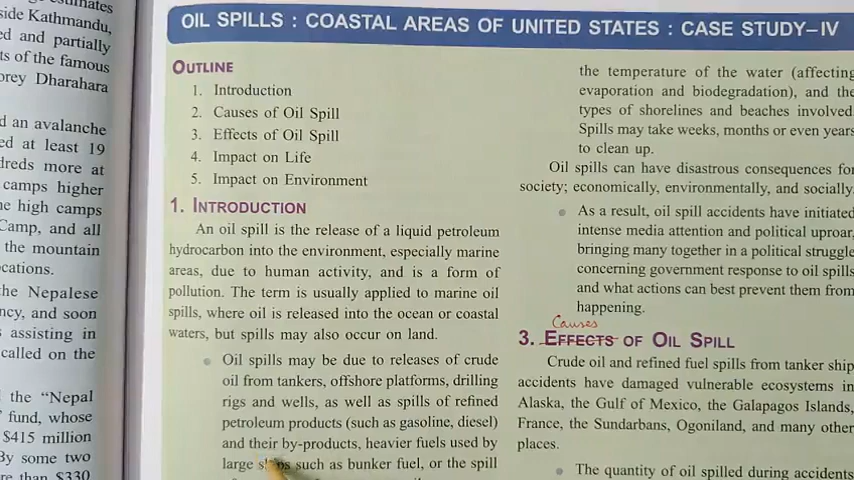 estimates
side Kathmandu,
ed and partially
ts of the famous
orey Dharahara
d an avalanche
ed at least 19
dreds more at
camps higher
e high camps
Camp, and all
the mountain
ocations.
he Nepalese
ncy, and soon
assisting in
called on the
the "Nepal
fund, whose
$415 million
By some two
re than $330
OIL SPILLS : COASTAL AREAS OF UNITED STATES : CASE STUDY–IV
OUTLINE
1. Introduction
2. Causes of Oil Spill
3. Effects of Oil Spill
4. Impact on Life
5. Impact on Environment
1. INTRODUCTION
An oil spill is the release of a liquid petroleum
hydrocarbon into the environment, especially marine
areas, due to human activity, and is a form of
pollution. The term is usually applied to marine oil
spills, where oil is released into the ocean or coastal
waters, but spills may also occur on land.
Oil spills may be due to releases of crude
oil from tankers, offshore platforms, drilling
rigs and wells, as well as spills of refined
petroleum products (such as gasoline, diesel)
and their by-products, heavier fuels used by
large such as bunker fuel, or the spill
the temperature of the water (affecting
evaporation and biodegradation), and the
types of shorelines and beaches involved.
Spills may take weeks, months or even years
to clean up.
Oil spills can have disastrous consequences for
society; economically, environmentally, and socially.
As a result, oil spill accidents have initiated
intense media attention and political uproar,
bringing many together in a political struggle
concerning government response to oil spills
and what actions can best prevent them from
happening.
Causes
3. EFFECTS OF OIL SPILL
Crude oil and refined fuel spills from tanker ship
accidents have damaged vulnerable ecosystems in
Alaska, the Gulf of Mexico, the Galapagos Islands,
France, the Sundarbans, Ogoniland, and many other
places.
The quantity of oil spilled during accidents